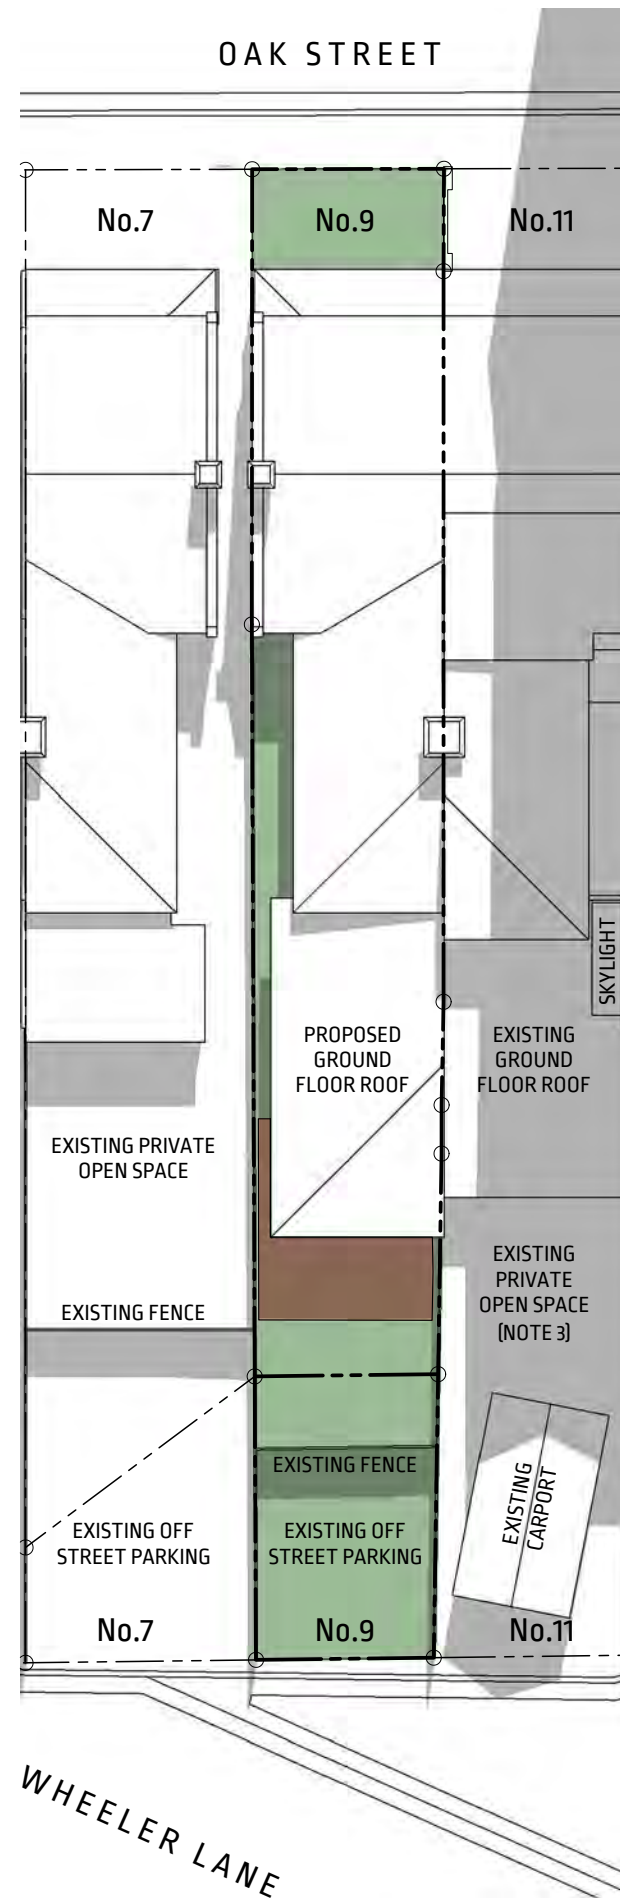 OAK STREET
No.7
No.9
No.11
SKYLIGHT
PROPOSED
GROUND
FLOOR ROOF
EXISTING
GROUND
FLOOR ROOF
EXISTING PRIVATE
OPEN SPACE
EXISTING
PRIVATE
OPEN SPACE
(NOTE 3)
EXISTING FENCE
EXISTING FENCE
EXISTING
CARPORT
EXISTING OFF
STREET PARKING
EXISTING OFF
STREET PARKING
No.7
No.9
No.11
WHEELER LANE